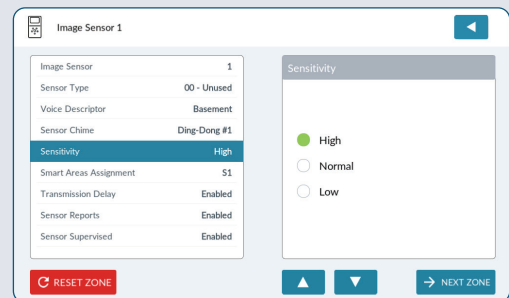 Image Sensor 1
Image Sensor 1
Sensor Type 00 - Unused
Voice Descriptor Basement
Sensor Chime Ding-Dong #1
Sensitivity High
Smart Areas Assignment S1
Transmission Delay Enabled
Sensor Reports Enabled
Sensor Supervised Enabled
Sensitivity
High
Normal
Low
RESET ZONE
NEXT ZONE